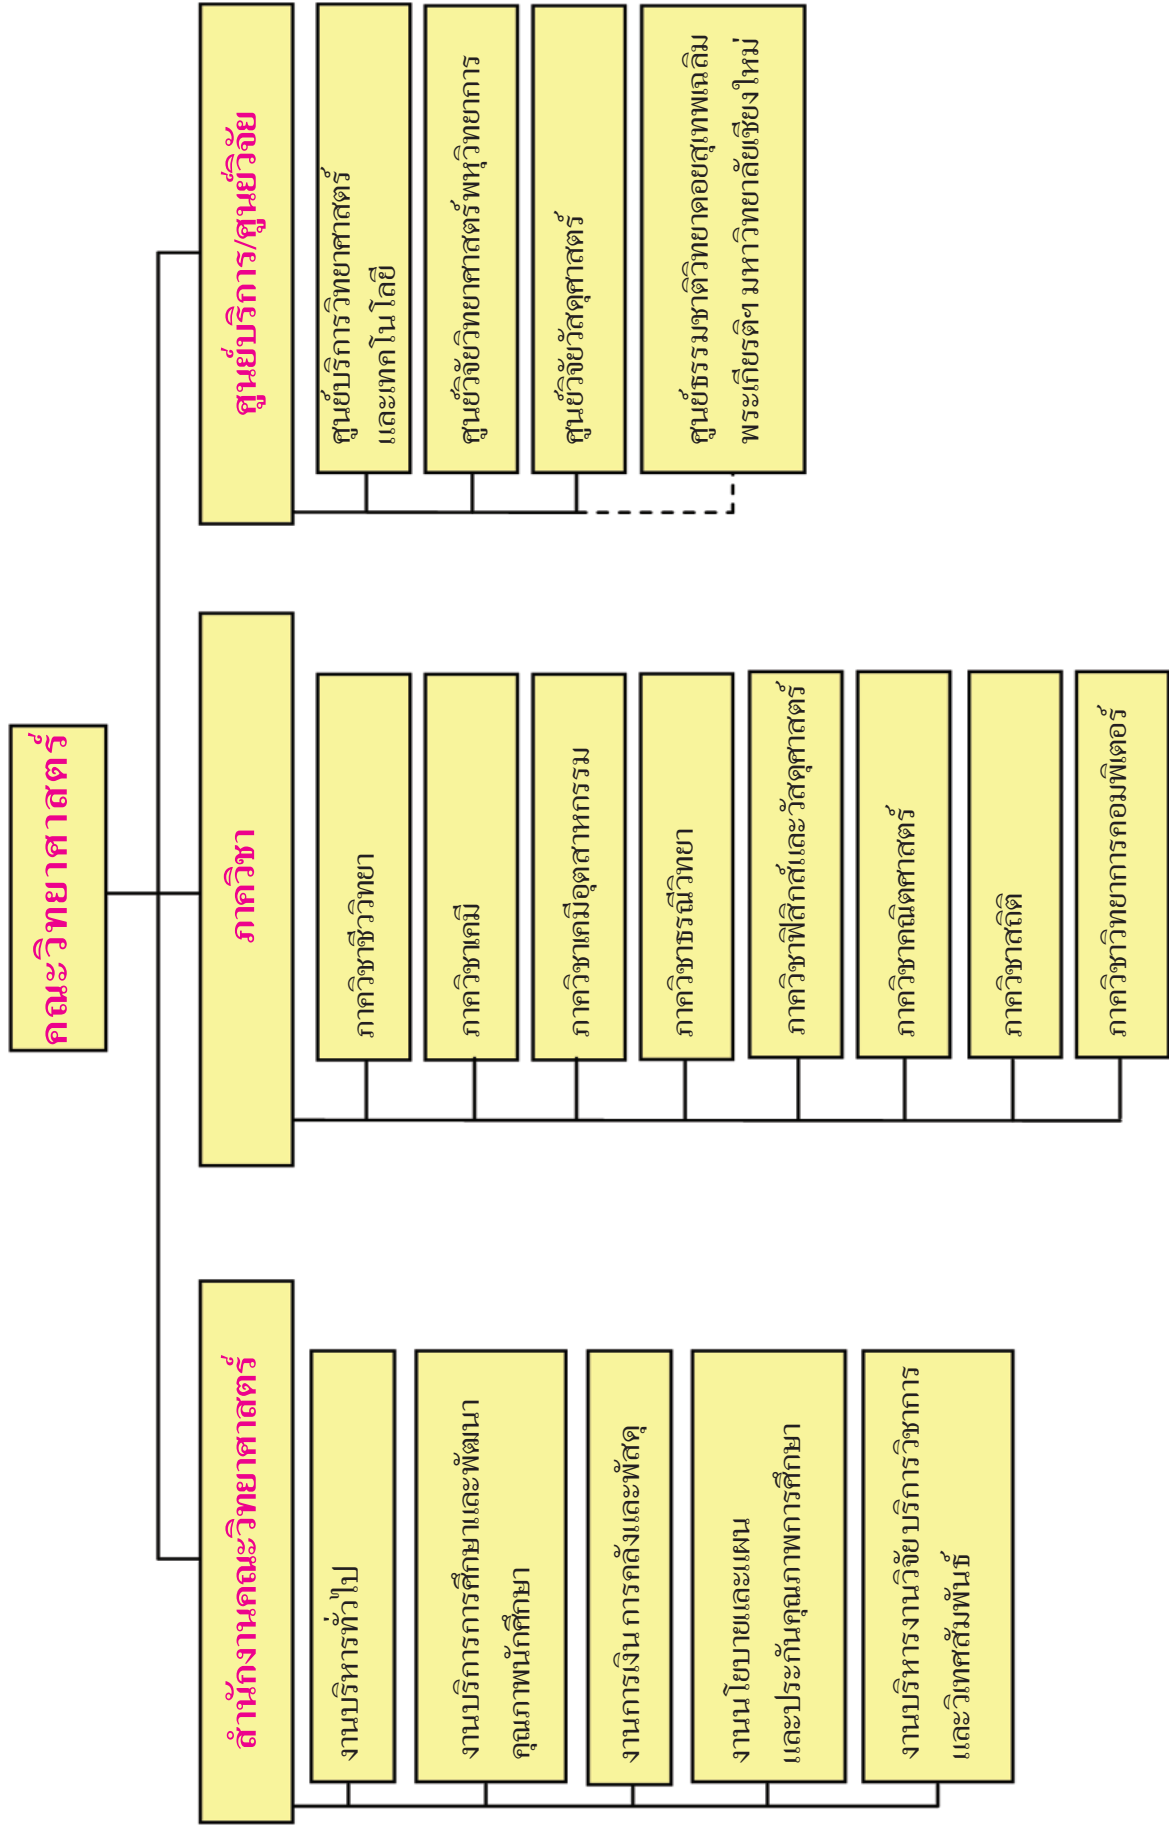 คณะวิทยาศาสตร์
สำนักงานคณะวิทยาศาสตร์
งานบริหารทั่วไป
งานบริการการศึกษาและพัฒนา
คุณภาพนักศึกษา
งานการเงิน การคลังและพัสดุ
งานนโยบายและแผน
และประกันคุณภาพการศึกษา
งานบริหารงานวิจัย บริการวิชาการ
และวิเทศสัมพันธ์
ภาควิชา
ภาควิชาชีววิทยา
ภาควิชาเคมี
ภาควิชาเคมีอุตสาหกรรม
ภาควิชาธรณีวิทยา
ภาควิชาฟิสิกส์และวัสดุศาสตร์
ภาควิชาคณิตศาสตร์
ภาควิชาสถิติ
ภาควิชาวิทยาการคอมพิเตอร์
ศูนย์บริการ/ศูนย์วิจัย
ศูนย์บริการวิทยาศาสตร์
และเทคโนโลยี
ศูนย์วิจัยวิทยาศาสตร์พหุวิทยาการ
ศูนย์วิจัยวัสดุศาสตร์
ศูนย์ธรรมชาติวิทยาดอยสุเทพเฉลิม
พระเกียรติฯ มหาวิทยาลัยเชียงใหม่